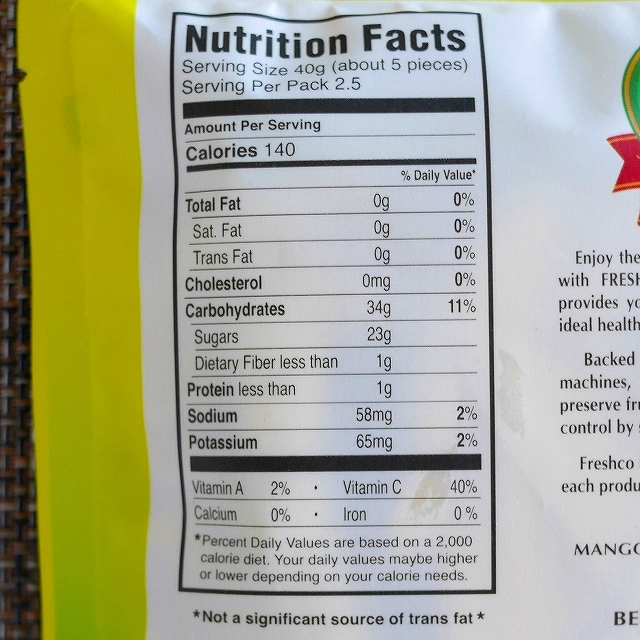 Nutrition Facts
Serving Size 40g (about 5 pieces)
Serving Per Pack 2.5
Amount Per Serving
Calories 140
% Daily Value*
Total Fat 0g 0%
Sat. Fat 0g 0%
Trans Fat 0g 0%
Cholesterol 0mg 0%
Carbohydrates 34g 11%
Sugars 23g
Dietary Fiber less than 1g
Protein less than 1g
Sodium 58mg 2%
Potassium 65mg 2%
Vitamin A 2% · Vitamin C 40%
Calcium 0% · Iron 0 %
*Percent Daily Values are based on a 2,000
calorie diet. Your daily values maybe higher
or lower depending on your calorie needs.
*Not a significant source of trans fat*
Enjoy the
with FRESH
provides
ideal health
Backed
machines,
preserve
control by
Freshco
each